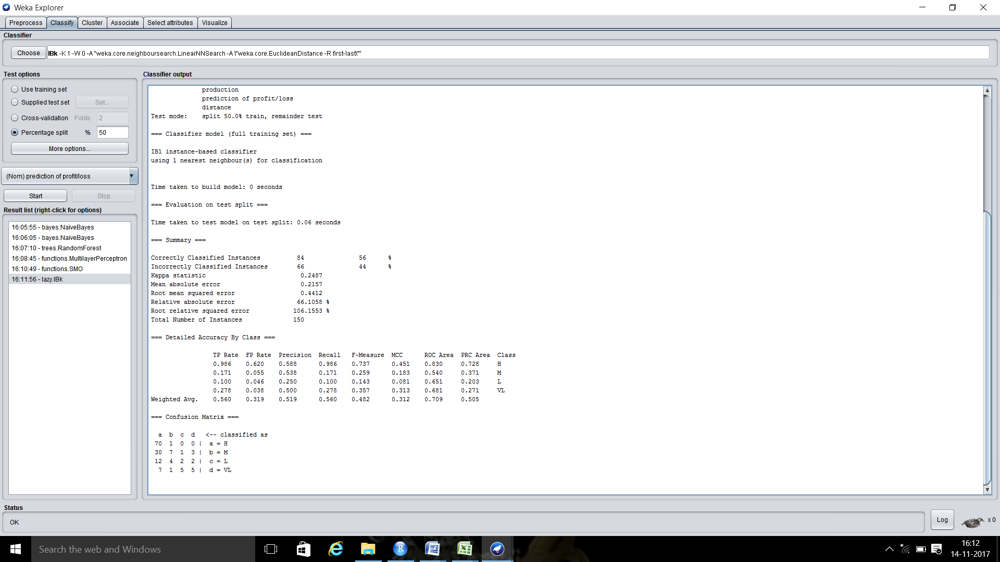 Weka Explorer
Preprocess Classify Cluster Associate Select attributes Visualize
Classifier
Choose IBk -K 1 -W 0 -A "weka.core.neighboursearch.LinearNNSearch -A \"weka.core.EuclideanDistance -R first-last\""
Test options
Use training set
Supplied test set Set...
Cross-validation Folds 2
Percentage split % 50
More options...
(Nom) prediction of profit/loss
Start Stop
Result list (right-click for options)
16:05:55 - bayes.NaiveBayes
16:06:05 - bayes.NaiveBayes
16:07:10 - trees.RandomForest
16:08:45 - functions.MultilayerPerceptron
16:10:49 - functions.SMO
16:11:56 - lazy.IBk
Classifier output
production
prediction of profit/loss
distance
Test mode: split 50.0% train, remainder test
=== Classifier model (full training set) ===
IB1 instance-based classifier
using 1 nearest neighbour(s) for classification
Time taken to build model: 0 seconds
=== Evaluation on test split ===
Time taken to test model on test split: 0.06 seconds
=== Summary ===
Correctly Classified Instances 84 56 %
Incorrectly Classified Instances 66 44 %
Kappa statistic 0.2487
Mean absolute error 0.2157
Root mean squared error 0.4412
Relative absolute error 66.1058 %
Root relative squared error 106.1553 %
Total Number of Instances 150
=== Detailed Accuracy By Class ===
TP Rate FP Rate Precision Recall F-Measure MCC ROC Area PRC Area Class
0.986 0.620 0.588 0.986 0.737 0.451 0.830 0.728 H
0.171 0.055 0.538 0.171 0.259 0.183 0.540 0.371 M
0.100 0.046 0.250 0.100 0.143 0.081 0.651 0.203 L
0.278 0.038 0.500 0.278 0.357 0.313 0.681 0.271 VL
Weighted Avg. 0.560 0.319 0.519 0.560 0.482 0.312 0.709 0.505
=== Confusion Matrix ===
a b c d <-- classified as
70 1 0 0 | a = H
30 7 1 3 | b = M
12 4 2 2 | c = L
7 1 5 5 | d = VL
Status
OK
Log x 0
Search the web and Windows
16:12
14-11-2017